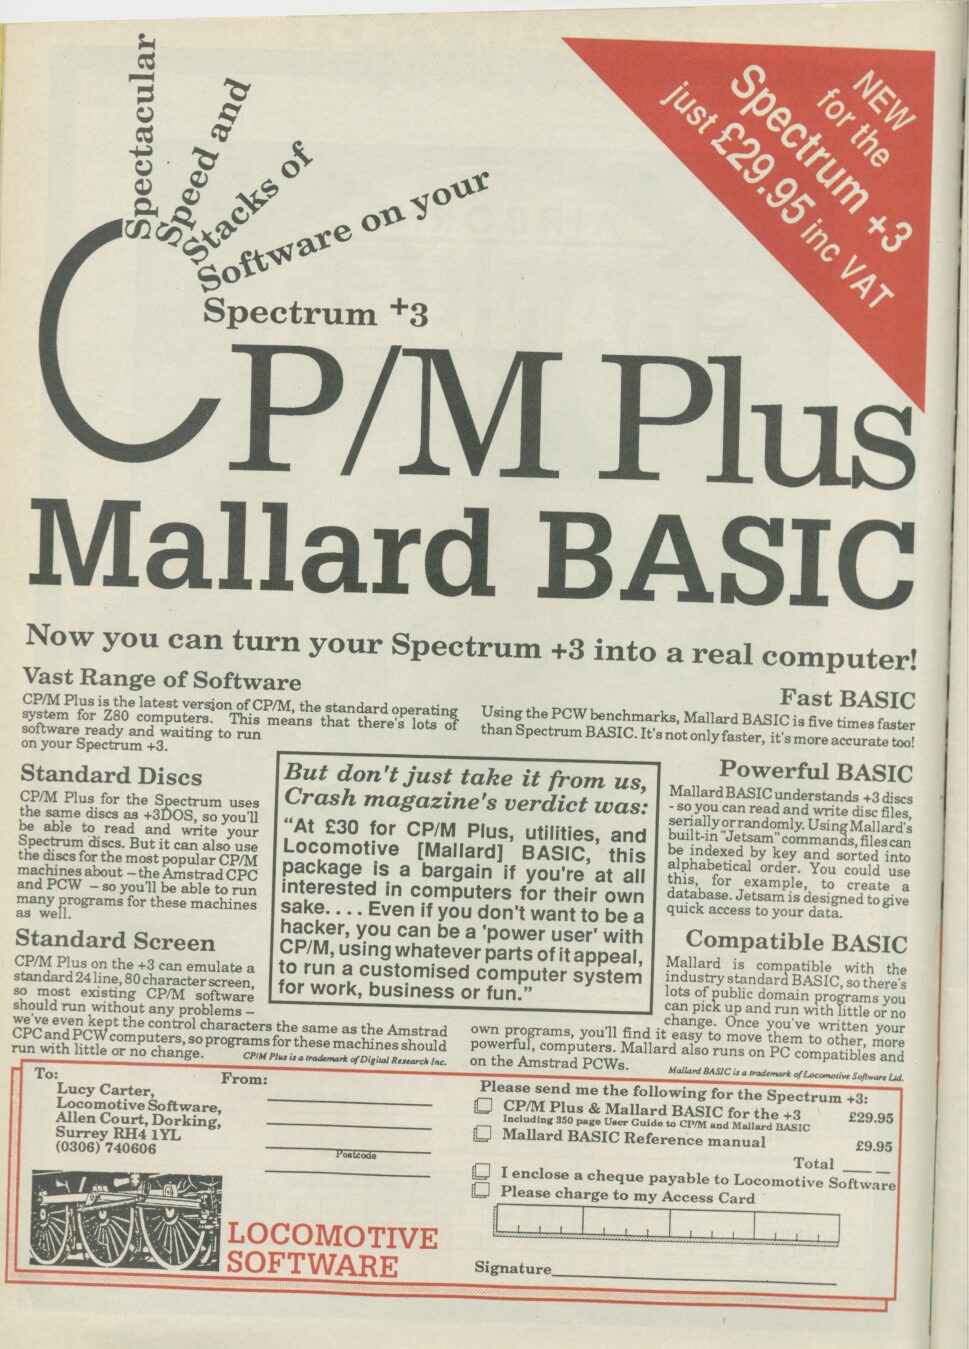 Spectacular
Speed and
Stacks of
Software on your
Spectrum +3
NEW
for the
Spectrum +3
just £29.95 inc VAT
CP/M Plus
Mallard BASIC
Now you can turn your Spectrum +3 into a real computer!
Vast Range of Software
CP/M Plus is the latest version of CP/M, the standard operating
system for Z80 computers. This means that there's lots of
software ready and waiting to run
on your Spectrum +3.
Standard Discs
CP/M Plus for the Spectrum uses
the same discs as +3DOS, so you'll
be able to read and write your
Spectrum discs. But it can also use
the discs for the most popular CP/M
machines about – the Amstrad CPC
and PCW – so you'll be able to run
many programs for these machines
as well.
Standard Screen
CP/M Plus on the +3 can emulate a
standard 24 line, 80 character screen,
so most existing CP/M software
should run without any problems –
we've even kept the control characters the same as the Amstrad
CPC and PCW computers, so programs for these machines should
run with little or no change.
CP/M Plus is a trademark of Digital Research Inc.
But don't just take it from us,
Crash magazine's verdict was:
"At £30 for CP/M Plus, utilities, and
Locomotive [Mallard] BASIC, this
package is a bargain if you're at all
interested in computers for their own
sake.... Even if you don't want to be a
hacker, you can be a 'power user' with
CP/M, using whatever parts of it appeal,
to run a customised computer system
for work, business or fun."
Fast BASIC
Using the PCW benchmarks, Mallard BASIC is five times faster
than Spectrum BASIC. It's not only faster, it's more accurate too!
Powerful BASIC
Mallard BASIC understands +3 discs
- so you can read and write disc files,
serially or randomly. Using Mallard's
built-in "Jetsam" commands, files can
be indexed by key and sorted into
alphabetical order. You could use
this, for example, to create a
database. Jetsam is designed to give
quick access to your data.
Compatible BASIC
Mallard is compatible with the
industry standard BASIC, so there's
lots of public domain programs you
can pick up and run with little or no
change. Once you've written your
own programs, you'll find it easy to move them to other, more
powerful, computers. Mallard also runs on PC compatibles and
on the Amstrad PCWs.
Mallard BASIC is a trademark of Locomotive Software Ltd.
To:
Lucy Carter,
Locomotive Software,
Allen Court, Dorking,
Surrey RH4 1YL
(0306) 740606
From:
Postcode
LOCOMOTIVE
SOFTWARE
Please send me the following for the Spectrum +3:
CP/M Plus & Mallard BASIC for the +3 £29.95
Including 350 page User Guide to CP/M and Mallard BASIC
Mallard BASIC Reference manual £9.95
Total
I enclose a cheque payable to Locomotive Software
Please charge to my Access Card
Signature